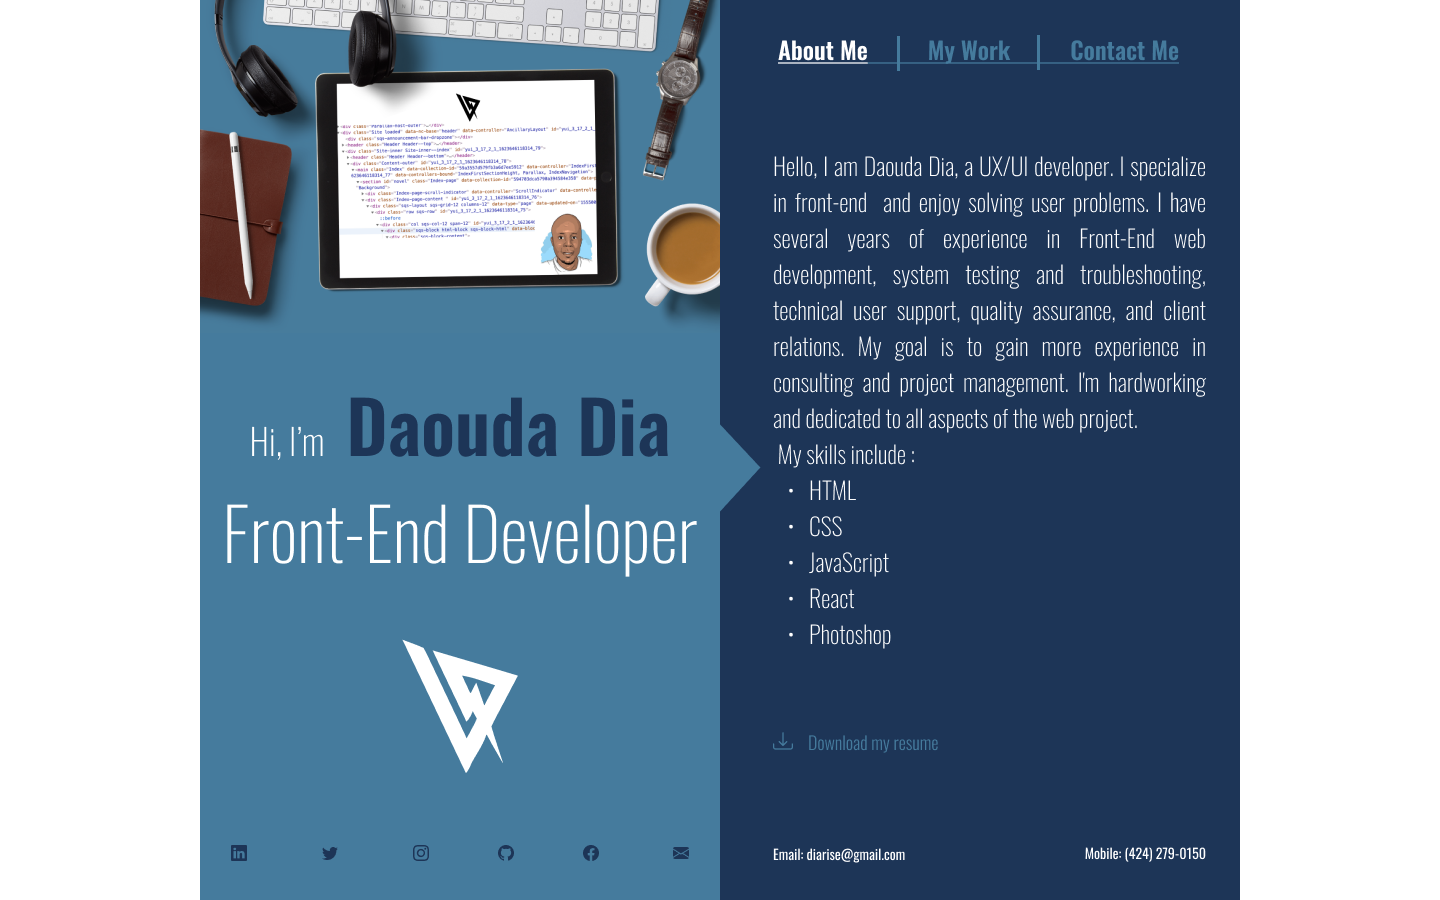 About Me
My Work
Contact Me
Hello, I am Daouda Dia, a UX/UI developer. I specialize
in front-end and enjoy solving user problems. I have
several years of experience in Front-End web
development, system testing and troubleshooting,
technical user support, quality assurance, and client
relations. My goal is to gain more experience in
consulting and project management. I'm hardworking
and dedicated to all aspects of the web project.
My skills include :
• HTML
• CSS
• JavaScript
• React
• Photoshop
Download my resume
Email: diarise@gmail.com
Mobile: (424) 279-0150
Hi, I'm Daouda Dia
Front-End Developer